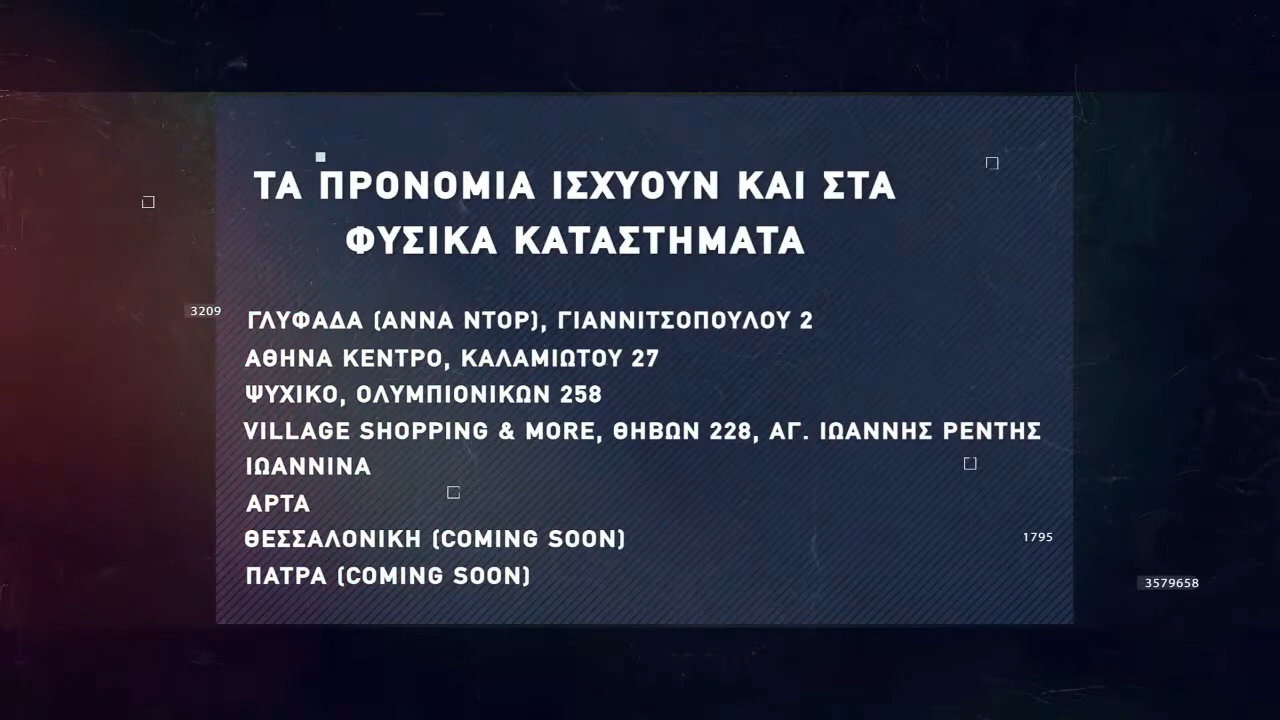 ΤΑ ΠΡΟΝΟΜΙΑ ΙΣΧΥΟΥΝ ΚΑΙ ΣΤΑ
ΦΥΣΙΚΑ ΚΑΤΑΣΤΗΜΑΤΑ
3209
ΓΛΥΦΑΔΑ (ΑΝΝΑ ΝΤΟΡ), ΓΙΑΝΝΙΤΣΟΠΟΥΛΟΥ 2
ΑΘΗΝΑ ΚΕΝΤΡΟ, ΚΑΛΑΜΙΩΤΟΥ 27
ΨΥΧΙΚΟ, ΟΛΥΜΠΙΟΝΙΚΩΝ 258
VILLAGE SHOPPING & MORE, ΘΗΒΩΝ 228, ΑΓ. ΙΩΑΝΝΗΣ ΡΕΝΤΗΣ
ΙΩΑΝΝΙΝΑ
ΑΡΤΑ
ΘΕΣΣΑΛΟΝΙΚΗ (COMING SOON)
1795
ΠΑΤΡΑ (COMING SOON)
3579658